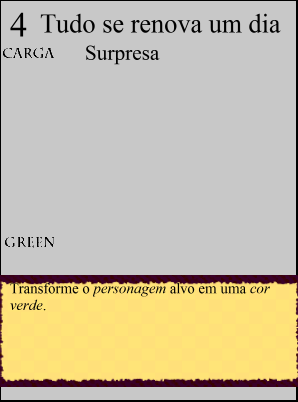 4 Tudo se renova um dia
CARGA Surpresa
GREEN
Transforme o personagem alvo em uma cor
verde.